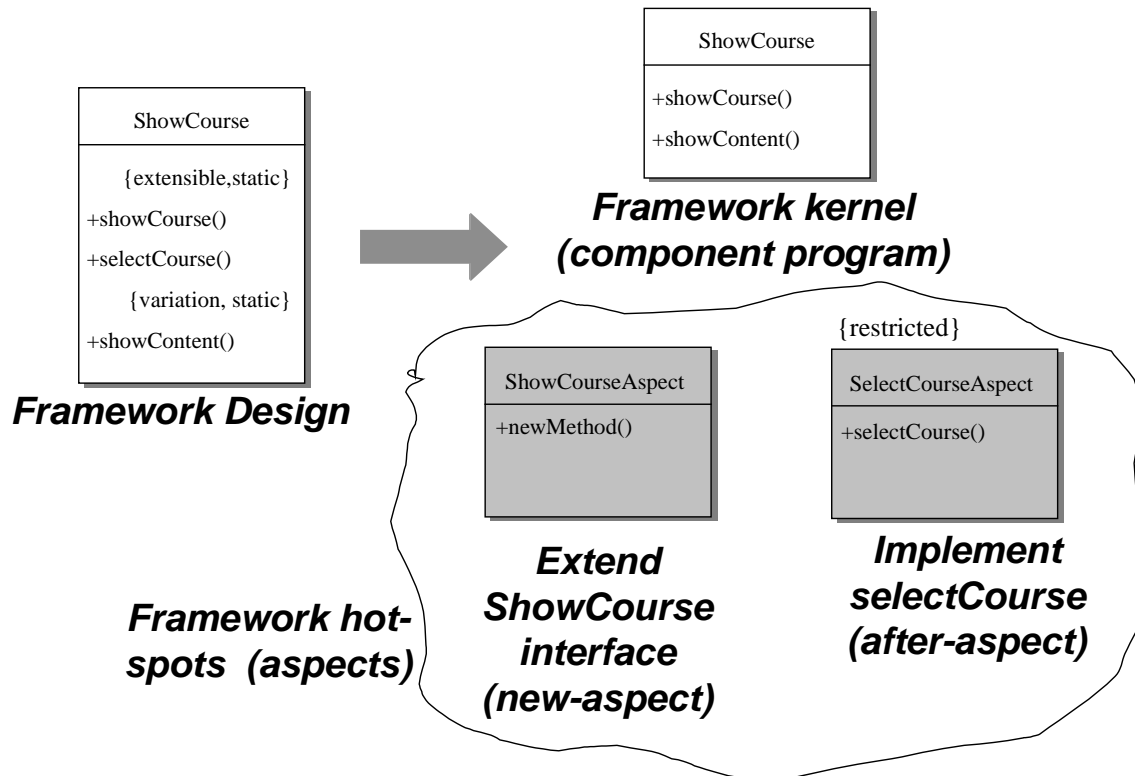 ShowCourse
{extensible,static}
+showCourse()
+selectCourse()
{variation, static}
+showContent()
Framework Design
ShowCourse
+showCourse()
+showContent()
Framework kernel
(component program)
{restricted}
ShowCourseAspect
+newMethod()
SelectCourseAspect
+selectCourse()
Extend
ShowCourse
interface
(new-aspect)
Implement
selectCourse
(after-aspect)
Framework hot-
spots (aspects)